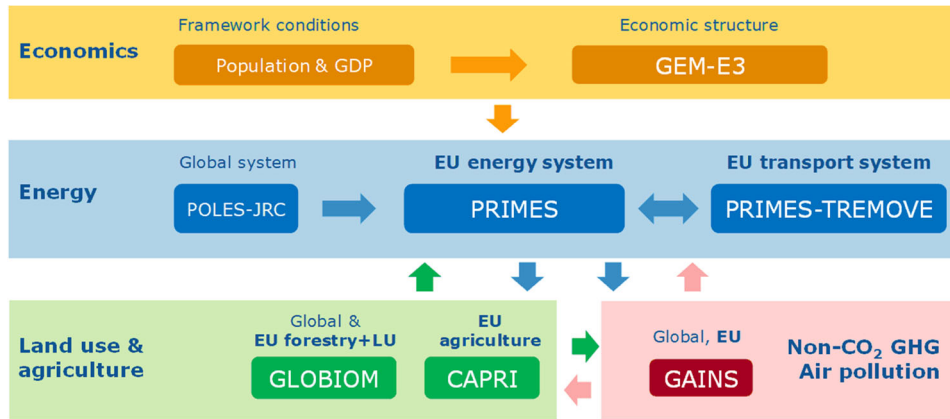 Economics
Framework conditions
Population & GDP
Economic structure
GEM-E3
Energy
Global system
POLES-JRC
EU energy system
PRIMES
EU transport system
PRIMES-TREMOVE
Land use &
agriculture
Global &
EU forestry+LU
GLOBIOM
EU
agriculture
CAPRI
Global, EU
GAINS
Non-CO₂ GHG
Air pollution